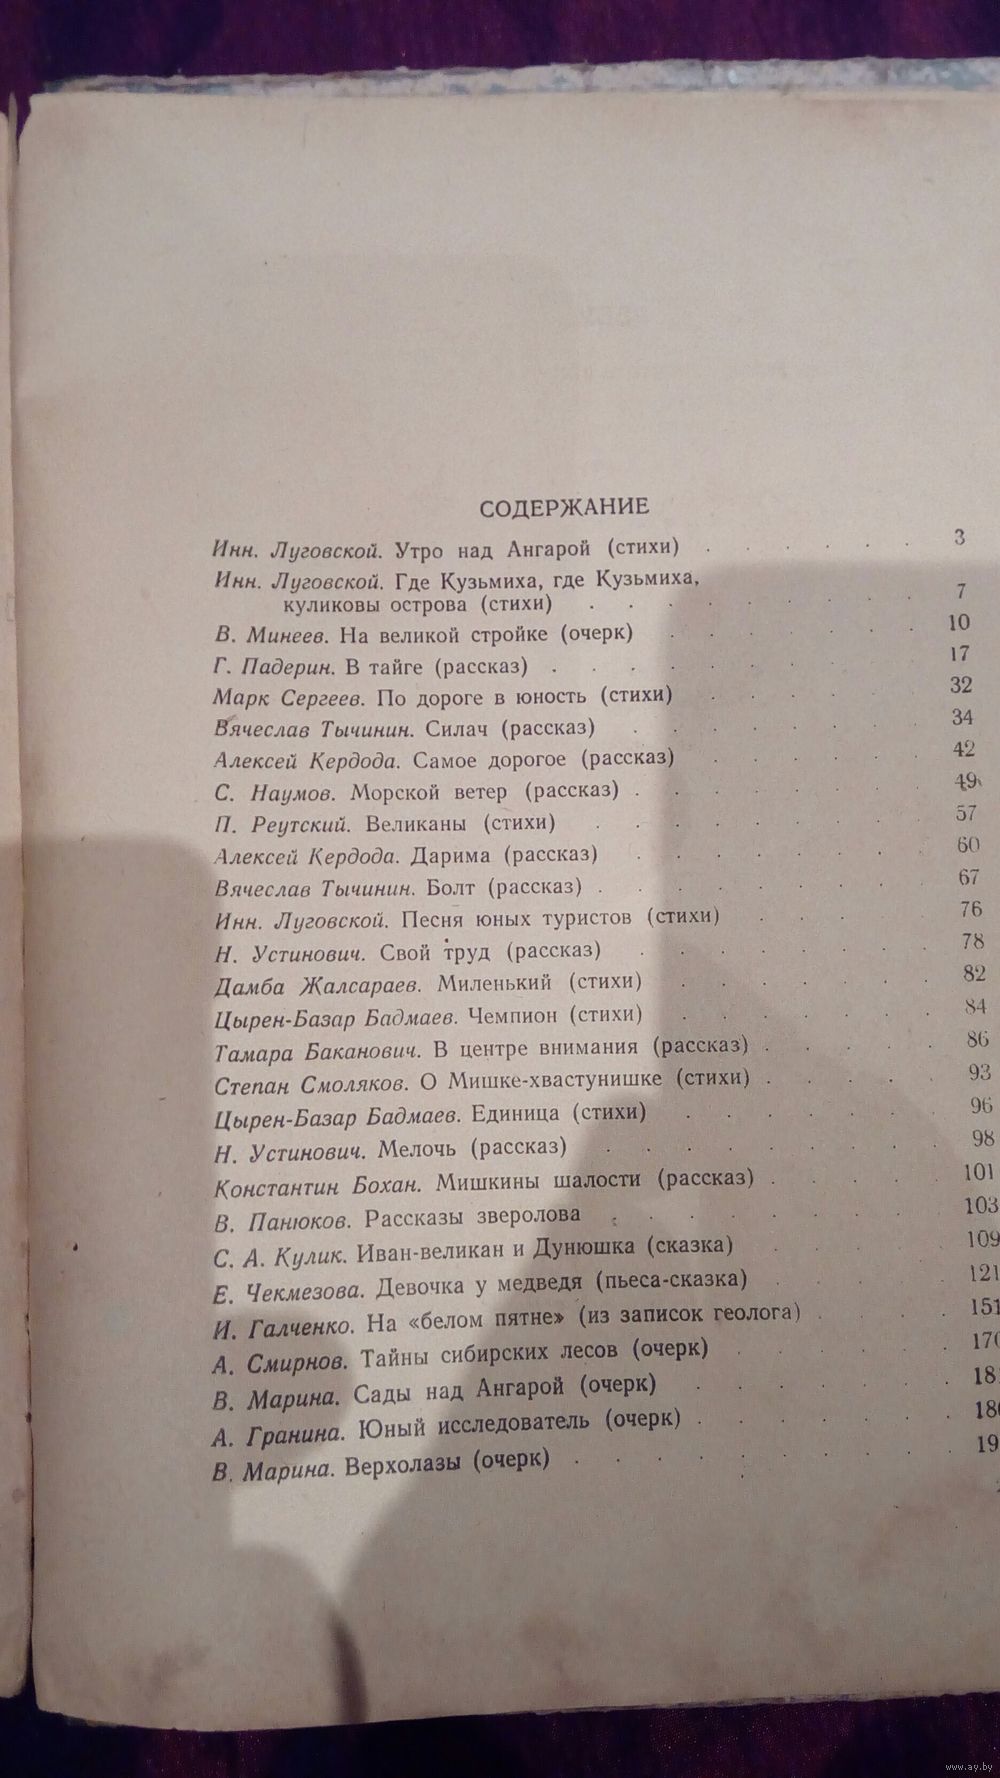 СОДЕРЖАНИЕ
Инн. Луговской. Утро над Ангарой (стихи) . . . . . . 3
Инн. Луговской. Где Кузьмиха, где Кузьмиха,
куликовы острова (стихи) . . . . . . . . . 7
В. Минеев. На великой стройке (очерк) . . . . . . . 10
Г. Падерин. В тайге (рассказ) . . . . . . . . . 17
Марк Сергеев. По дороге в юность (стихи) . . . . . . 32
Вячеслав Тычинин. Силач (рассказ) . . . . . . . . 34
Алексей Кердода. Самое дорогое (рассказ) . . . . . . 42
С. Наумов. Морской ветер (рассказ) . . . . . . . . 49
П. Реутский. Великаны (стихи) . . . . . . . . . 57
Алексей Кердода. Дарима (рассказ) . . . . . . . . 60
Вячеслав Тычинин. Болт (рассказ) . . . . . . . . . 67
Инн. Луговской. Песня юных туристов (стихи) . . . . . 76
Н. Устинович. Свой труд (рассказ) . . . . . . . . 78
Дамба Жалсараев. Миленький (стихи) . . . . . . . 82
Цырен-Базар Бадмаев. Чемпион (стихи) . . . . . . . 84
Тамара Баканович. В центре внимания (рассказ) . . . . . 86
Степан Смоляков. О Мишке-хвастунишке (стихи) . . . . . 93
Цырен-Базар Бадмаев. Единица (стихи) . . . . . . . 96
Н. Устинович. Мелочь (рассказ) . . . . . . . . . 98
Константин Бохан. Мишкины шалости (рассказ) . . . . . 101
В. Панюков. Рассказы зверолова . . . . . . . . . 103
С. А. Кулик. Иван-великан и Дунюшка (сказка) . . . . . 109
Е. Чекмезова. Девочка у медведя (пьеса-сказка) . . . . . 121
И. Галченко. На «белом пятне» (из записок геолога) . . . . 151
А. Смирнов. Тайны сибирских лесов (очерк) . . . . . . 170
В. Марина. Сады над Ангарой (очерк) . . . . . . . 18
А. Гранина. Юный исследователь (очерк) . . . . . . . 18
В. Марина. Верхолазы (очерк) . . . . . . . . . . 19
www.ay.by